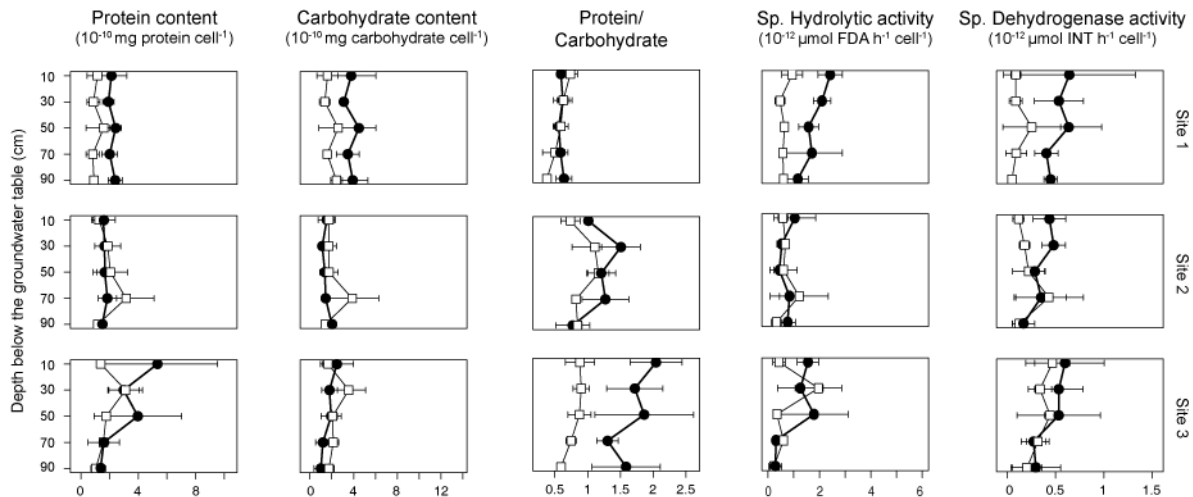 Protein content
(10⁻¹⁰ mg protein cell⁻¹)
Carbohydrate content
(10⁻¹⁰ mg carbohydrate cell⁻¹)
Protein/
Carbohydrate
Sp. Hydrolytic activity
(10⁻¹² µmol FDA h⁻¹ cell⁻¹)
Sp. Dehydrogenase activity
(10⁻¹² µmol INT h⁻¹ cell⁻¹)
Depth below the groundwater table (cm)
10
30
50
70
90
Site 1
10
30
50
70
90
Site 2
10
30
50
70
90
Site 3
0 4 8
0 4 8 12
0.5 1 1.5 2 2.5
0 2 4 6
0 0.5 1 1.5